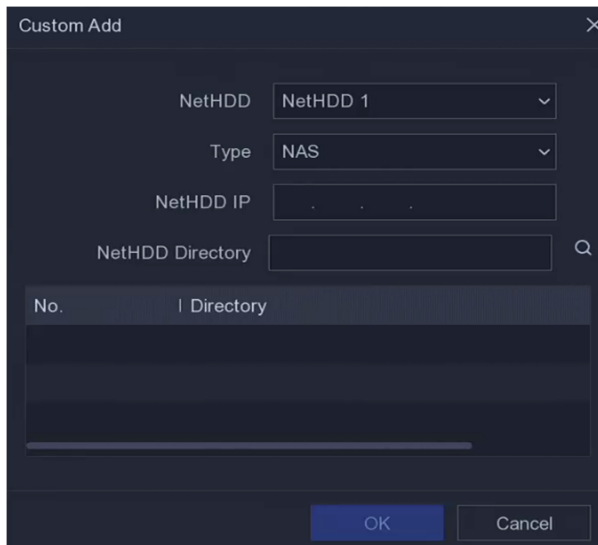 Custom Add
NetHDD NetHDD 1
Type NAS
NetHDD IP . . .
NetHDD Directory
No. Directory
OK Cancel